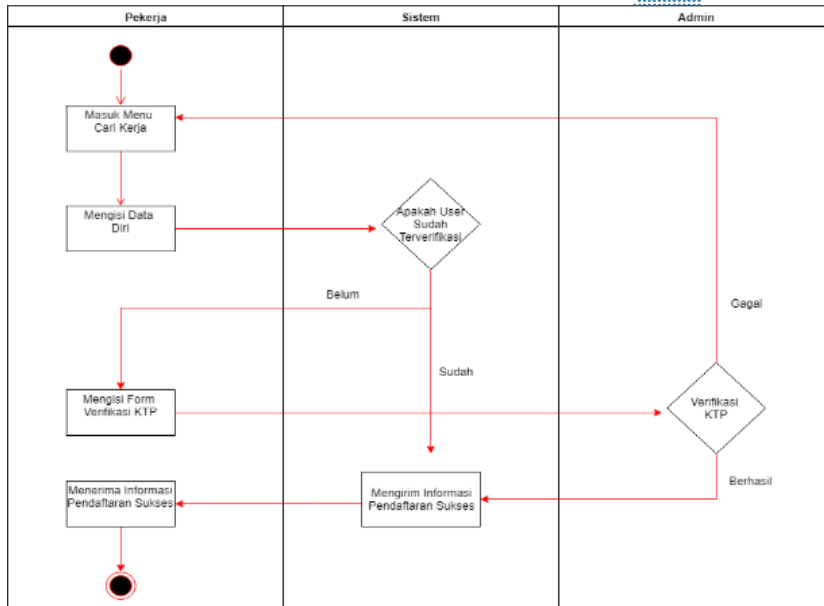 Pekerja
Sistem
Admin
Masuk Menu
Cari Kerja
Mengisi Data
Diri
Apakah User
Sudah
Terverifikasi
Belum
Gagal
Sudah
Mengisi Form
Verifikasi KTP
Verifikasi
KTP
Berhasil
Menerima Informasi
Pendaftaran Sukses
Mengirim Informasi
Pendaftaran Sukses